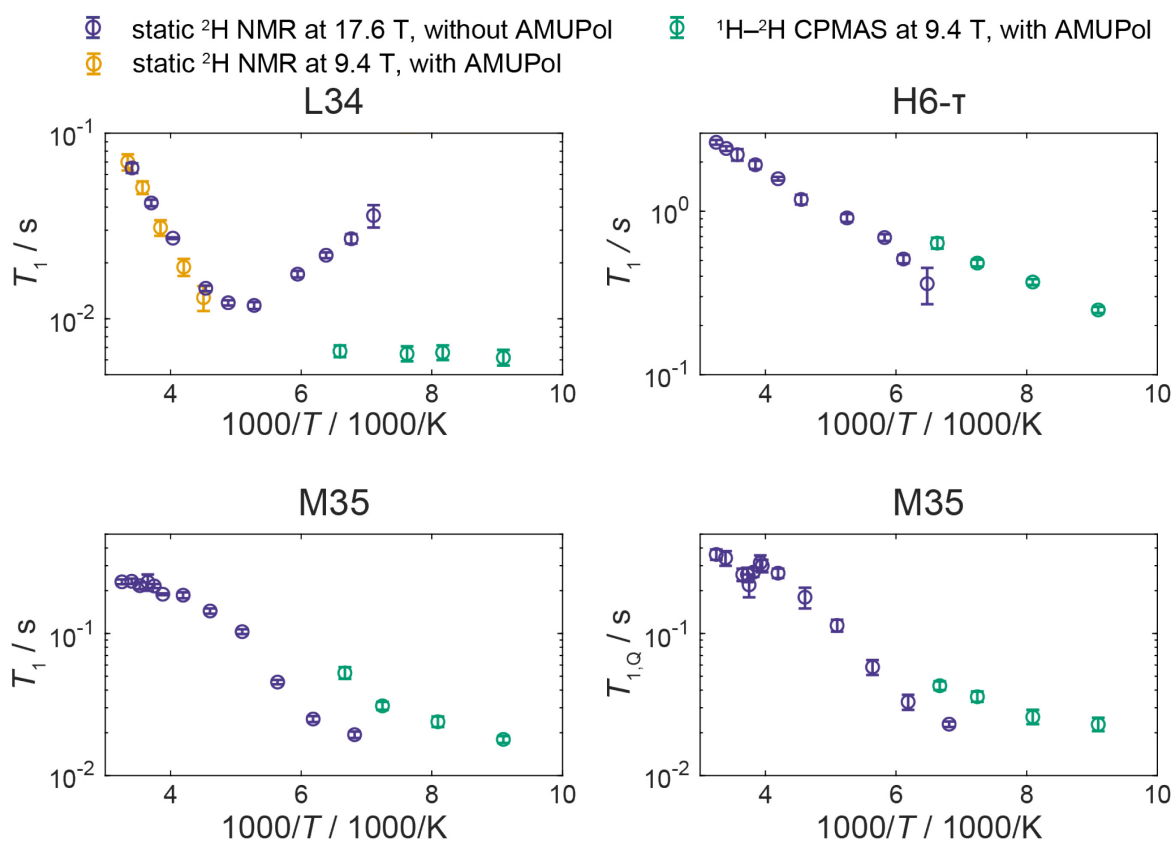 static ²H NMR at 17.6 T, without AMUPol
¹H–²H CPMAS at 9.4 T, with AMUPol
static ²H NMR at 9.4 T, with AMUPol
L34
H6-τ
10⁻¹
10⁻²
T₁ / s
4 6 8 10
1000/T / 1000/K
10⁰
10⁻¹
T₁ / s
4 6 8 10
1000/T / 1000/K
M35
M35
10⁻¹
10⁻²
T₁ / s
4 6 8 10
1000/T / 1000/K
10⁻¹
10⁻²
T₁,Q / s
4 6 8 10
1000/T / 1000/K